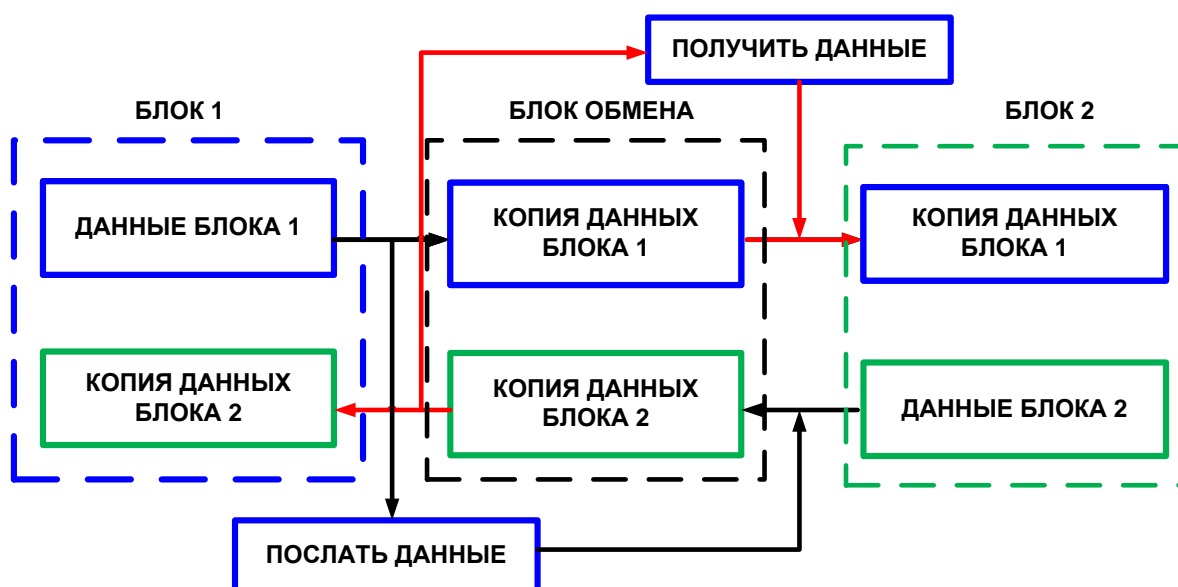 ПОЛУЧИТЬ ДАННЫЕ
БЛОК 1
БЛОК ОБМЕНА
БЛОК 2
ДАННЫЕ БЛОКА 1
КОПИЯ ДАННЫХ
БЛОКА 1
КОПИЯ ДАННЫХ
БЛОКА 1
КОПИЯ ДАННЫХ
БЛОКА 2
КОПИЯ ДАННЫХ
БЛОКА 2
ДАННЫЕ БЛОКА 2
ПОСЛАТЬ ДАННЫЕ